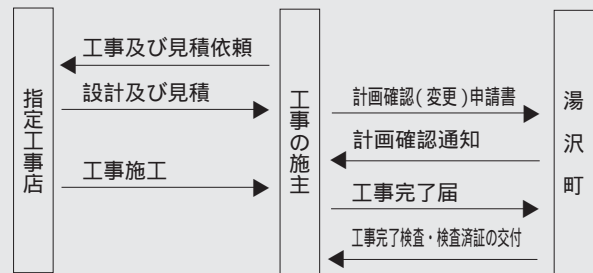 指定工事店
工事及び見積依頼
設計及び見積
工事施工
工事の施主
計画確認(変更)申請書
計画確認通知
工事完了届
工事完了検査・検査済証の交付
湯沢町